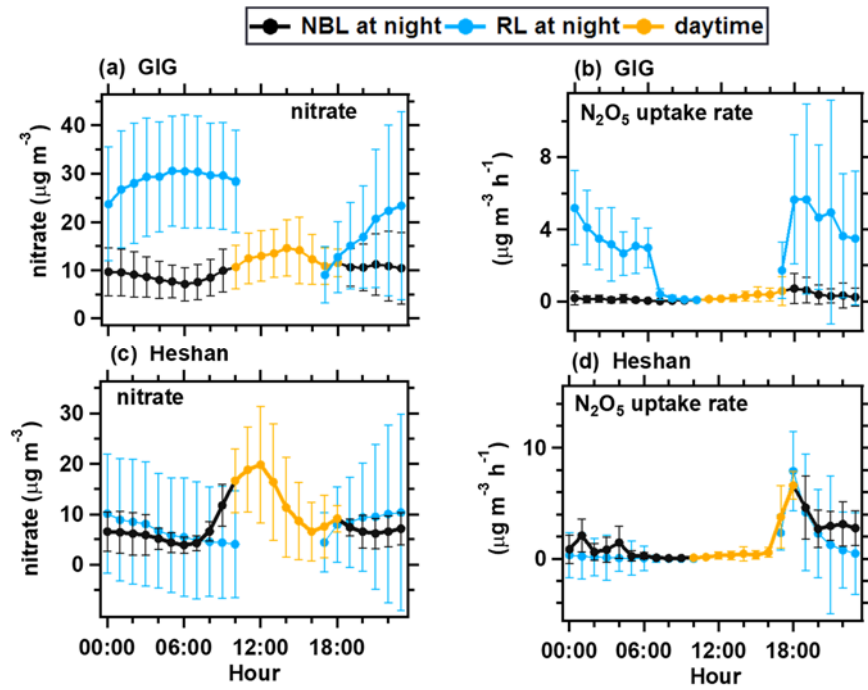 NBL at night RL at night daytime
(a) GIG
nitrate
nitrate (μg m⁻³)
40
30
20
10
0
(b) GIG
N₂O₅ uptake rate
(μg m⁻³ h⁻¹)
8
4
0
(c) Heshan
nitrate
nitrate (μg m⁻³)
30
20
10
0
00:00 06:00 12:00 18:00
Hour
(d) Heshan
N₂O₅ uptake rate
(μg m⁻³ h⁻¹)
10
0
00:00 06:00 12:00 18:00
Hour